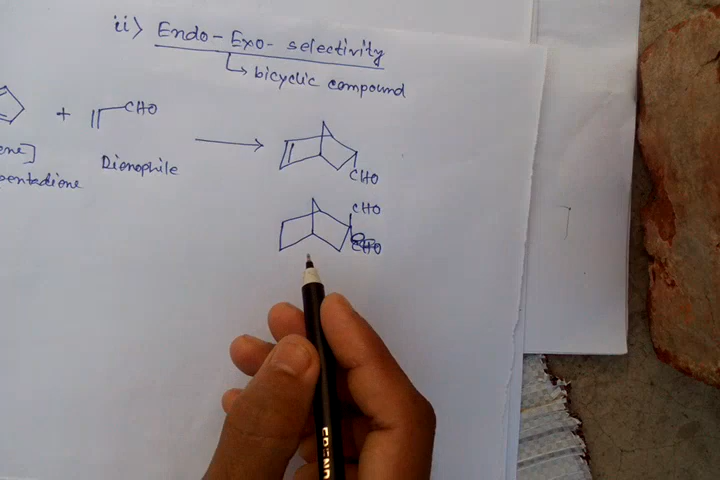 ii) Endo-Exo-selectivity
bicyclic compound
+ CHO
ene]
Dienophile
pentadiene
CHO
CHO